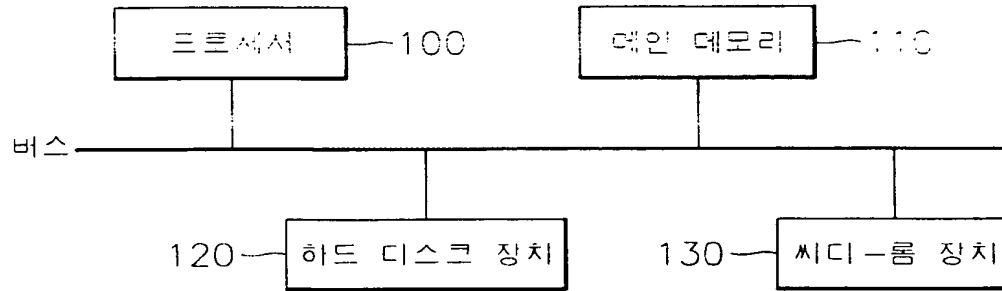 프로세서 100
메인 메모리 110
버스
120 하드 디스크 장치
130 씨디-롬 장치